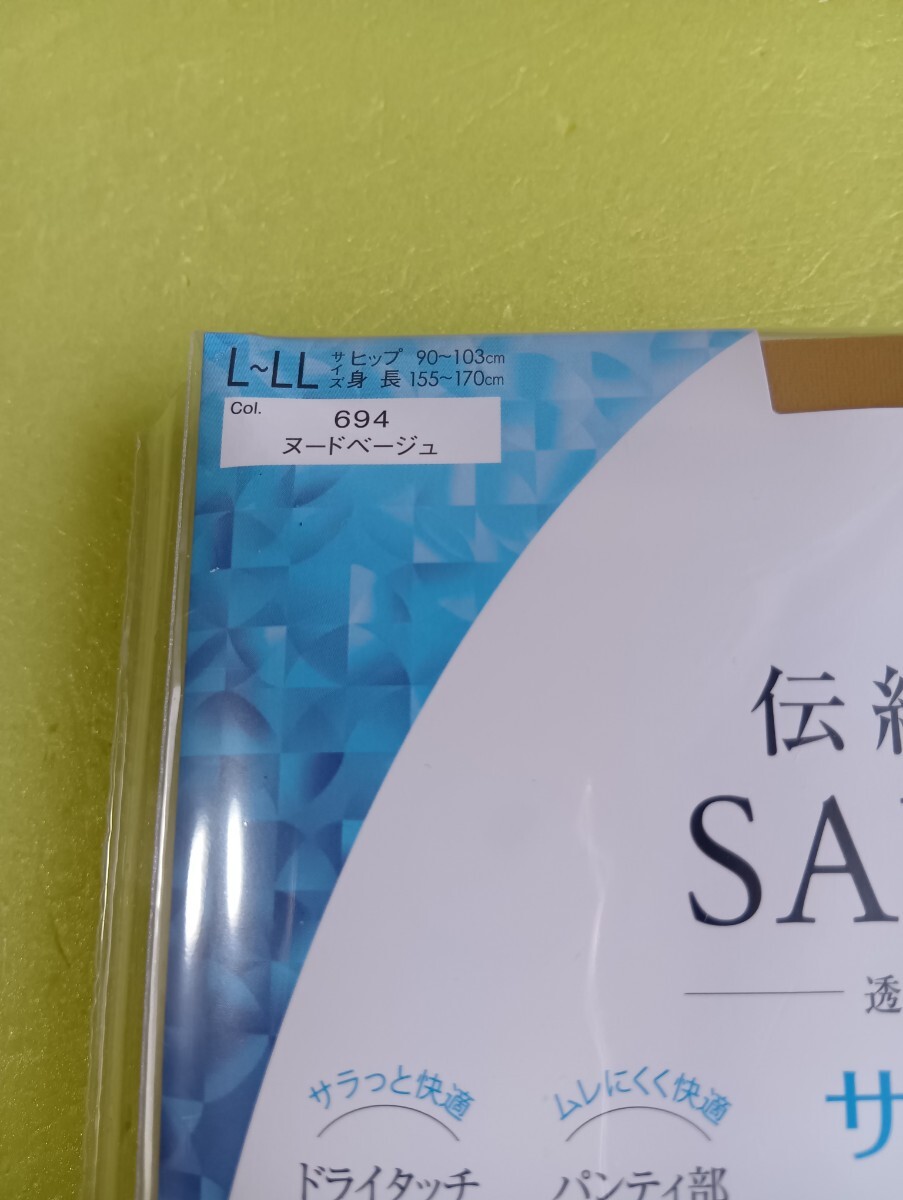 L~LL サイズ ヒップ 90~103cm
身長 155~170cm
Col. 694
ヌードベージュ
伝
SA
透
サ
サラっと快適
ムレにくく快適
ドライタッチ
パンティ部